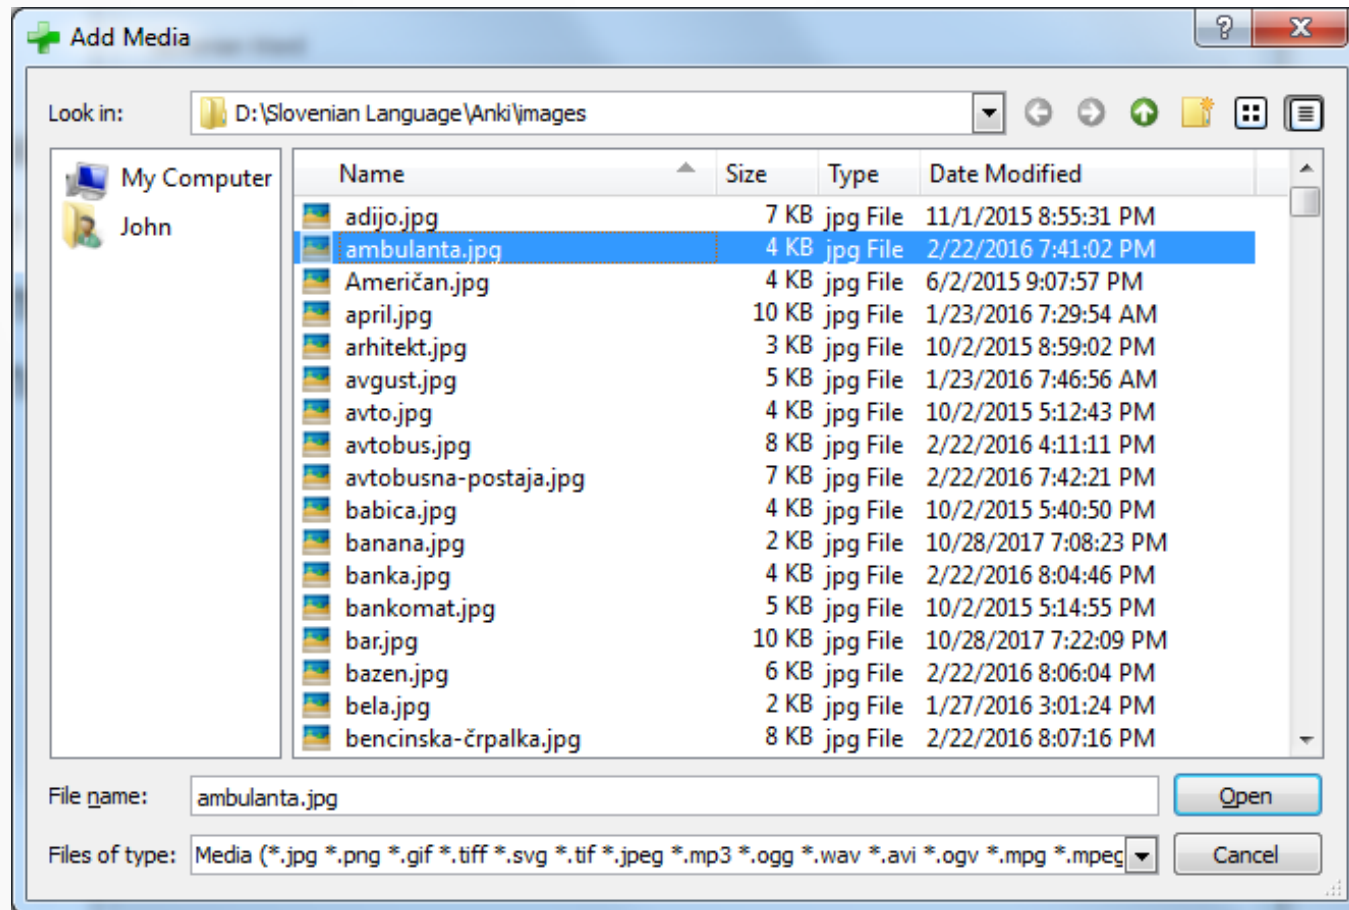 Add Media
Look in: D:\Slovenian Language\Anki\images
My Computer
John
Name Size Type Date Modified
adijo.jpg 7 KB jpg File 11/1/2015 8:55:31 PM
ambulanta.jpg 4 KB jpg File 2/22/2016 7:41:02 PM
Američan.jpg 4 KB jpg File 6/2/2015 9:07:57 PM
april.jpg 10 KB jpg File 1/23/2016 7:29:54 AM
arhitekt.jpg 3 KB jpg File 10/2/2015 8:59:02 PM
avgust.jpg 5 KB jpg File 1/23/2016 7:46:56 AM
avto.jpg 4 KB jpg File 10/2/2015 5:12:43 PM
avtobus.jpg 8 KB jpg File 2/22/2016 4:11:11 PM
avtobusna-postaja.jpg 7 KB jpg File 2/22/2016 7:42:21 PM
babica.jpg 4 KB jpg File 10/2/2015 5:40:50 PM
banana.jpg 2 KB jpg File 10/28/2017 7:08:23 PM
banka.jpg 4 KB jpg File 2/22/2016 8:04:46 PM
bankomat.jpg 5 KB jpg File 10/2/2015 5:14:55 PM
bar.jpg 10 KB jpg File 10/28/2017 7:22:09 PM
bazen.jpg 6 KB jpg File 2/22/2016 8:06:04 PM
bela.jpg 2 KB jpg File 1/27/2016 3:01:24 PM
bencinska-črpalka.jpg 8 KB jpg File 2/22/2016 8:07:16 PM
File name: ambulanta.jpg Open
Files of type: Media (*.jpg *.png *.gif *.tiff *.svg *.tif *.jpeg *.mp3 *.ogg *.wav *.avi *.ogv *.mpg *.mpeg Cancel